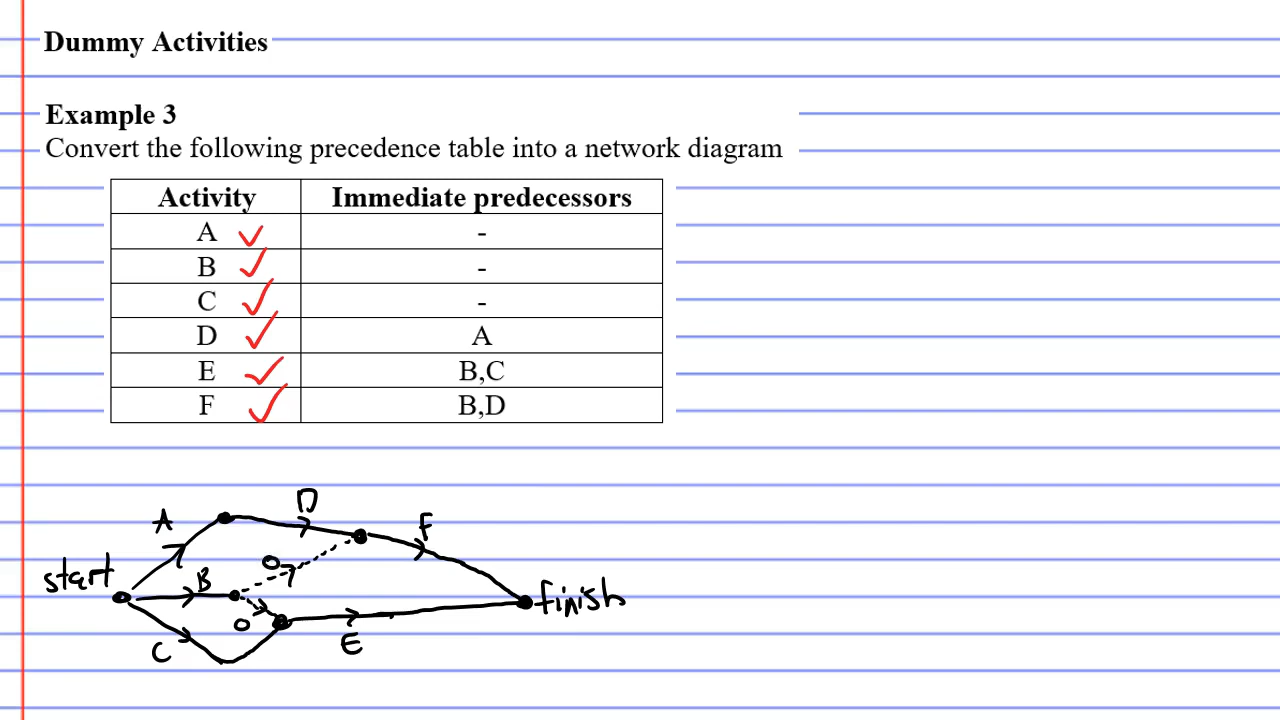 Dummy Activities
Example 3
Convert the following precedence table into a network diagram
Activity Immediate predecessors
A -
B -
C -
D A
E B,C
F B,D
D
A F
start B 0 finish
0
C E